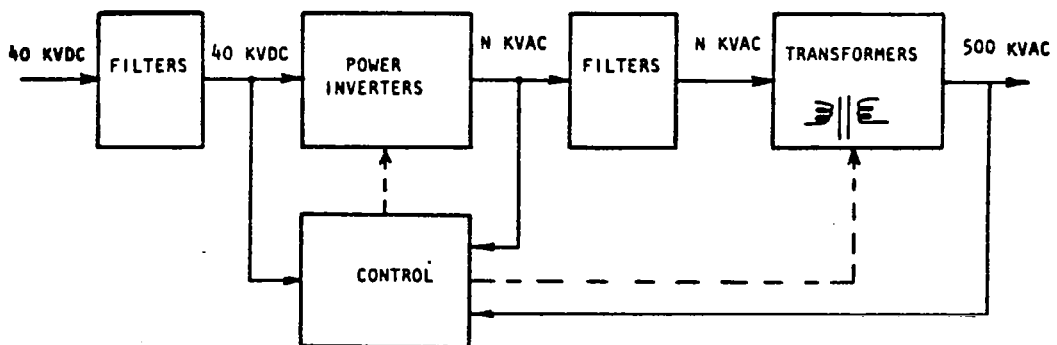 40 KVDC
FILTERS
40 KVDC
POWER
INVERTERS
N KVAC
FILTERS
N KVAC
TRANSFORMERS
500 KVAC
CONTROL